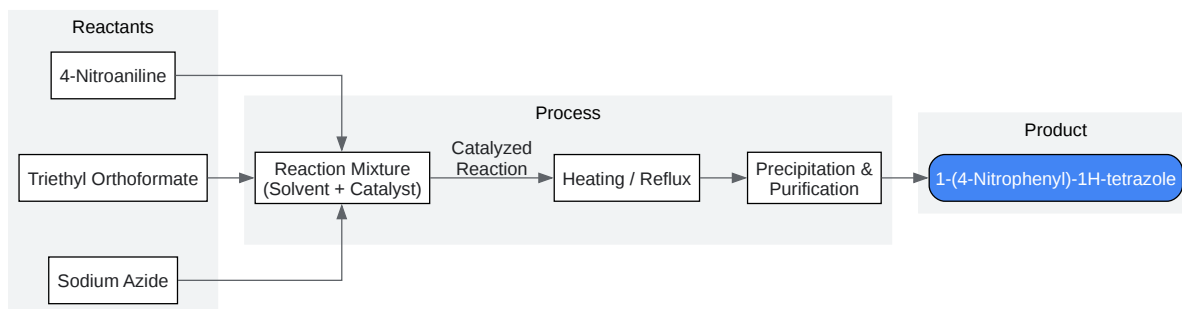 Reactants
4-Nitroaniline
Triethyl Orthoformate
Sodium Azide
Process
Reaction Mixture
(Solvent + Catalyst)
Catalyzed
Reaction
Heating / Reflux
Precipitation &
Purification
Product
1-(4-Nitrophenyl)-1H-tetrazole